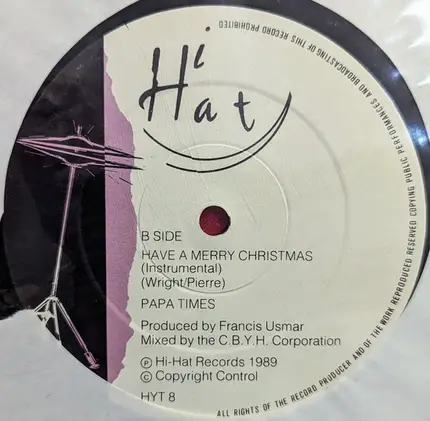 Hi
Hat
B SIDE
HAVE A MERRY CHRISTMAS
(Instrumental)
(Wright/Pierre)
PAPA TIMES
Produced by Francis Usmar
Mixed by the C.B.Y.H. Corporation
℗ Hi-Hat Records 1989
© Copyright Control
HYT 8
ALL RIGHTS OF THE RECORD PRODUCER AND OF THE WORK REPRODUCED RESERVED COPYING PUBLIC PERFORMANCES AND BROADCASTING OF THIS RECORD PROHIBITED